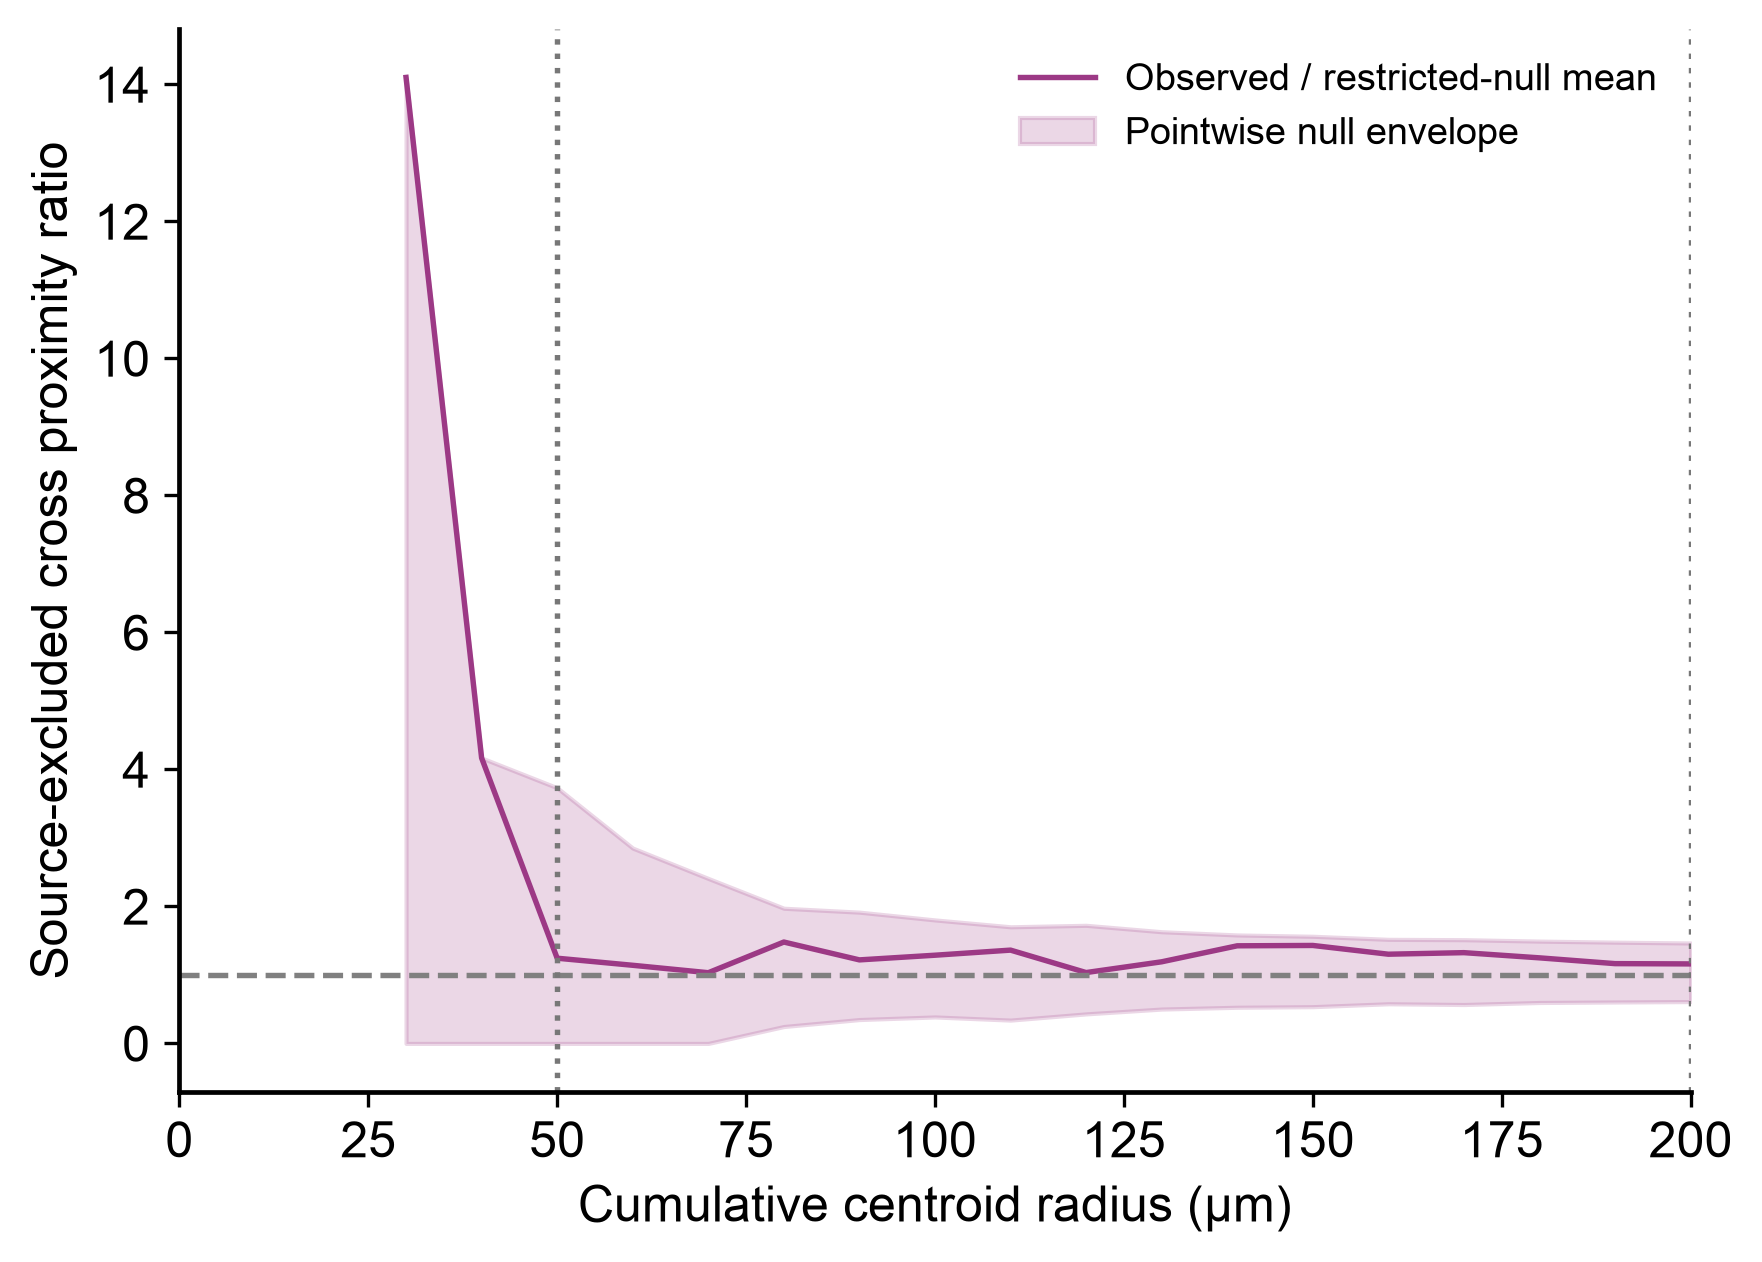 Observed / restricted-null mean
Pointwise null envelope
Source-excluded cross proximity ratio
14
12
10
8
6
4
2
0
0 25 50 75 100 125 150 175 200
Cumulative centroid radius (µm)